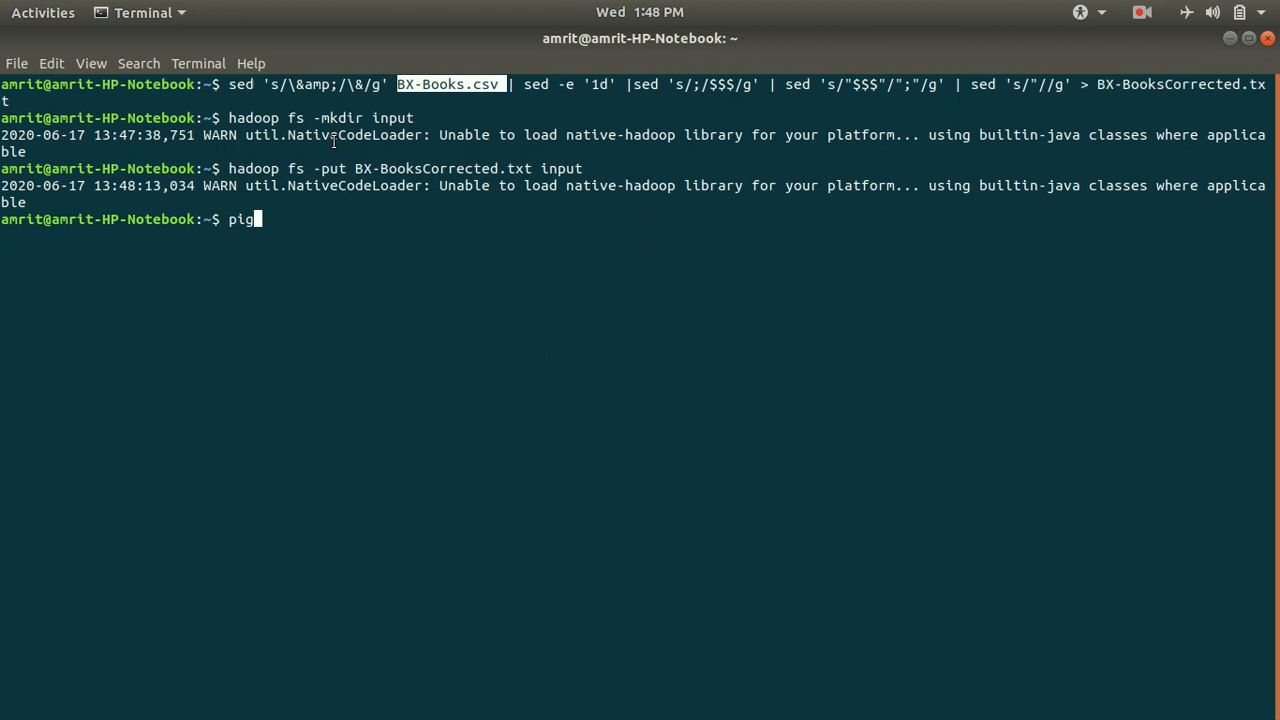 Activities Terminal Wed 1:48 PM
amrit@amrit-HP-Notebook: ~
File Edit View Search Terminal Help
amrit@amrit-HP-Notebook:~$ sed 's/\&amp;/\&/g' BX-Books.csv | sed -e '1d' |sed 's/;/$$$/g' | sed 's/"$$$"/";"/g' | sed 's/"//g' > BX-BooksCorrected.tx
t
amrit@amrit-HP-Notebook:~$ hadoop fs -mkdir input
2020-06-17 13:47:38,751 WARN util.NativeCodeLoader: Unable to load native-hadoop library for your platform... using builtin-java classes where applica
ble
amrit@amrit-HP-Notebook:~$ hadoop fs -put BX-BooksCorrected.txt input
2020-06-17 13:48:13,034 WARN util.NativeCodeLoader: Unable to load native-hadoop library for your platform... using builtin-java classes where applica
ble
amrit@amrit-HP-Notebook:~$ pig